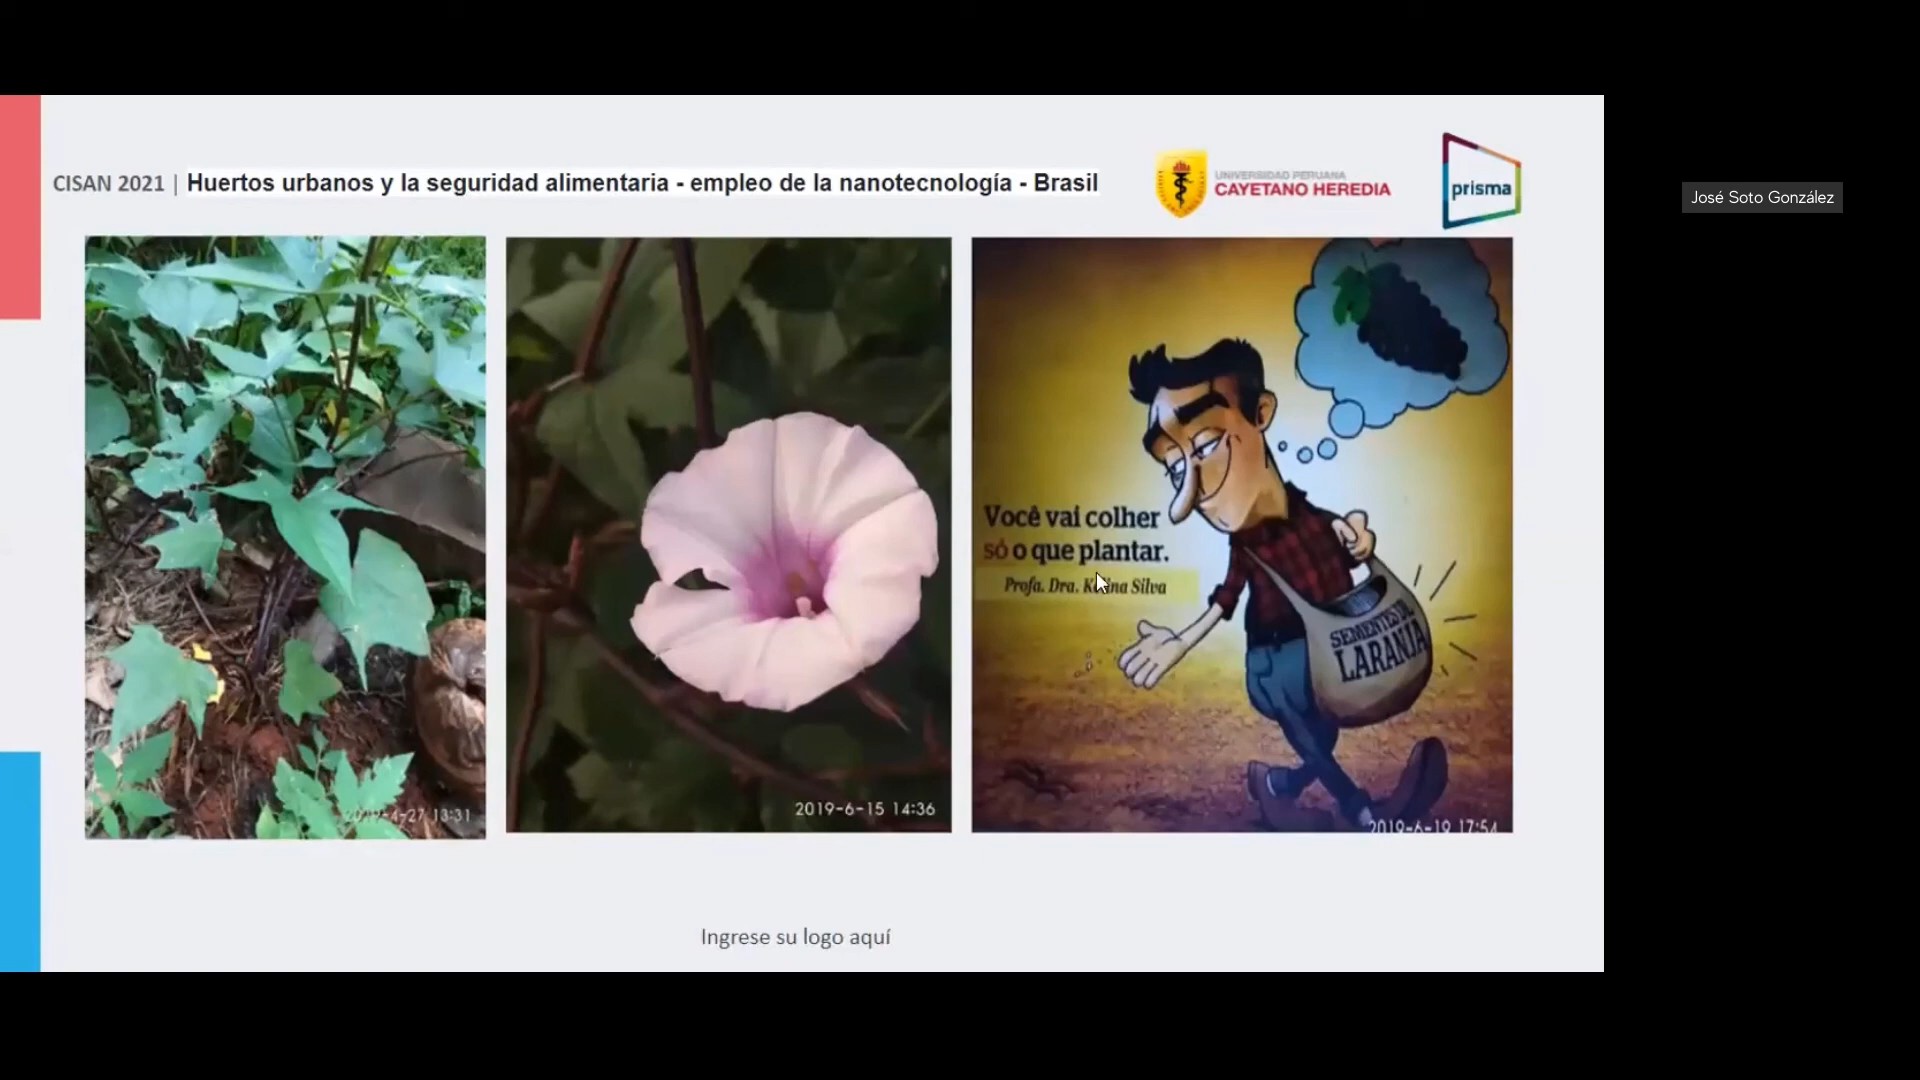 CISAN 2021 | Huertos urbanos y la seguridad alimentaria - empleo de la nanotecnología - Brasil
UNIVERSIDAD PERUANA
CAYETANO HEREDIA
prisma
José Soto González
Você vai colher
só o que plantar.
Profa. Dra. Silva
SEMENTES DE
LARANJA
13:31
2019-6-15 14:36
2019-6-19 17:54
Ingrese su logo aquí